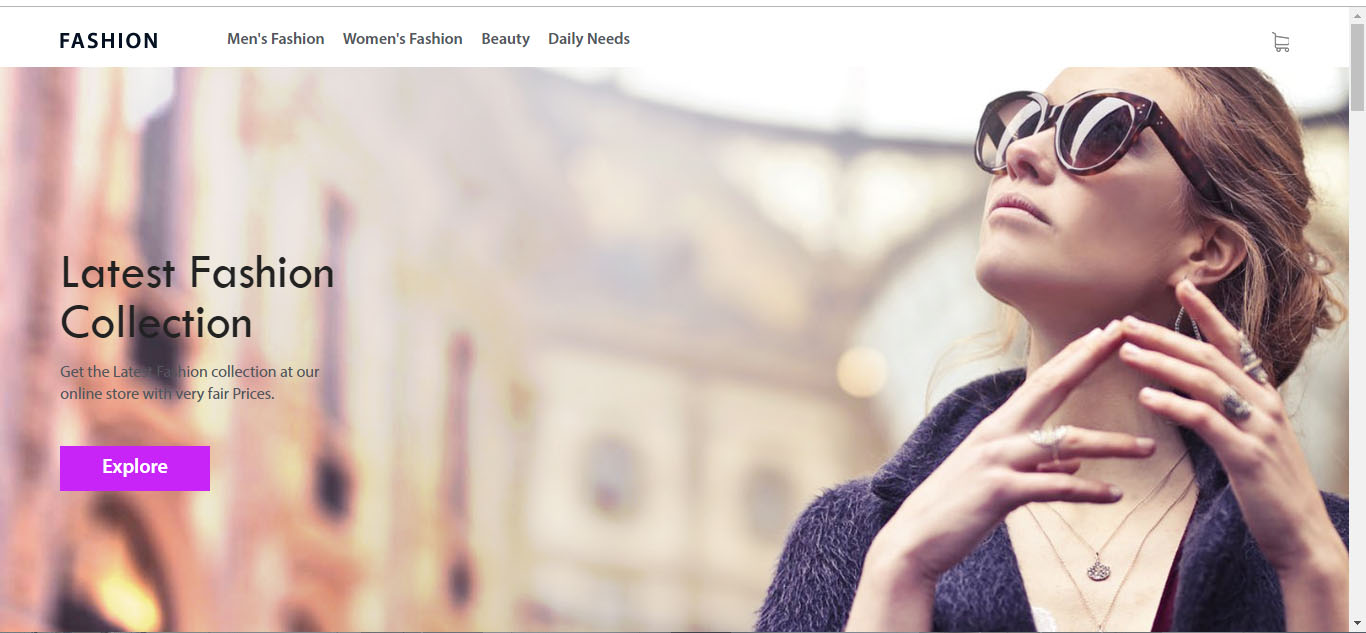 FASHION
Men's Fashion Women's Fashion Beauty Daily Needs
Latest Fashion
Collection
Get the Latest Fashion collection at our
online store with very fair Prices.
Explore